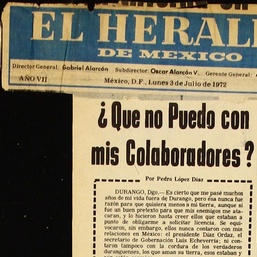 EL HERAL
DE MEXICO
Director General: Gabriel Alarcón Subdirector: Oscar Alarcón V. Gerente General:
AÑO VII México, D.F., Lunes 3 de Julio de 1972
¿Que no Puedo con
mis Colaboradores?
Por Pedro López Díaz
DURANGO, Dgo.— Es cierto que me pasé muchos
años de mi vida fuera de Durango, pero ésa nunca fue
razón para que quisiera menos a mi tierra, aunque sí
fue un buen pretexto para que mis enemigos me ata-
caran, y lo hicieron hasta creer ellos que estaban a
punto de obligarme a solicitar licencia. Se equi-
vocaron, sin embargo, ellos nunca contaron con mis
relaciones en México: el presidente Díaz Ordaz, el
secretario de Gobernación Luis Echeverría; ni con-
taron tampoco con la cordura de los verdaderos
duranguenses, los que aman su tierra, esos estaban y